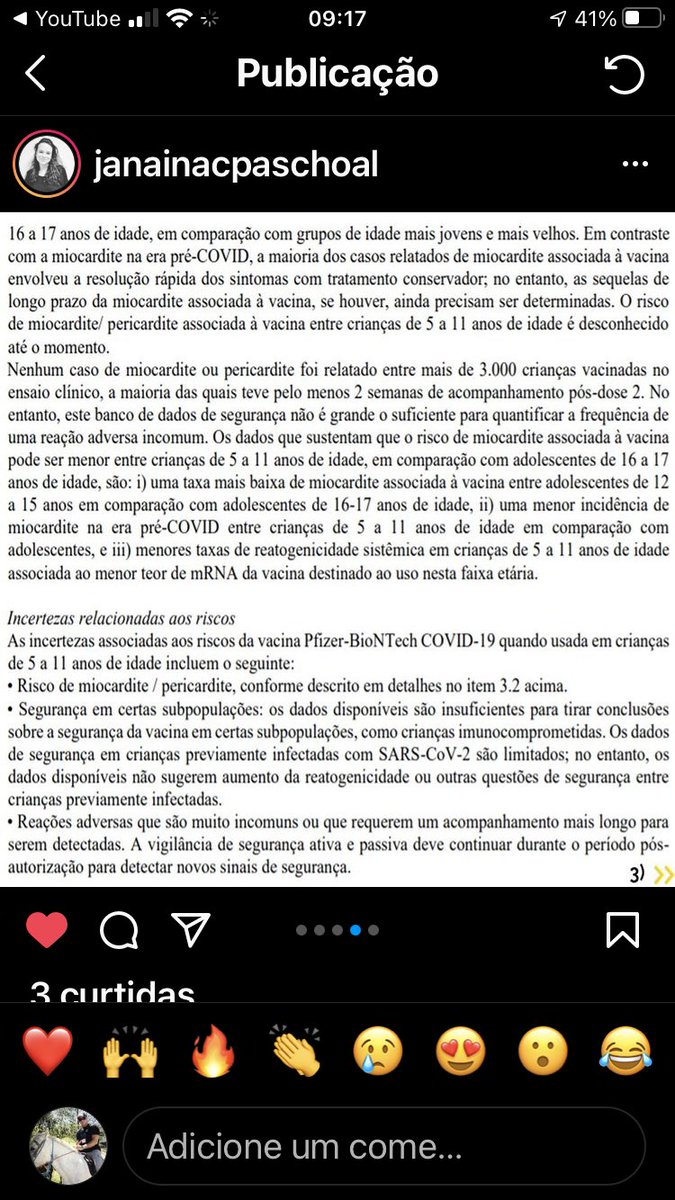 YouTube
09:17
41%
Publicação
janainacpaschoal
16 a 17 anos de idade, em comparação com grupos de idade mais jovens e mais velhos. Em contraste
com a miocardite na era pré-COVID, a maioria dos casos relatados de miocardite associada à vacina
envolveu a resolução rápida dos sintomas com tratamento conservador; no entanto, as sequelas de
longo prazo da miocardite associada à vacina, se houver, ainda precisam ser determinadas. O risco
de miocardite/ pericardite associada à vacina entre crianças de 5 a 11 anos de idade é desconhecido
até o momento.
Nenhum caso de miocardite ou pericardite foi relatado entre mais de 3.000 crianças vacinadas no
ensaio clínico, a maioria das quais teve pelo menos 2 semanas de acompanhamento pós-dose 2. No
entanto, este banco de dados de segurança não é grande o suficiente para quantificar a frequência de
uma reação adversa incomum. Os dados que sustentam que o risco de miocardite associada à vacina
pode ser menor entre crianças de 5 a 11 anos de idade, em comparação com adolescentes de 16 a 17
anos de idade, são: i) uma taxa mais baixa de miocardite associada à vacina entre adolescentes de 12
a 15 anos em comparação com adolescentes de 16-17 anos de idade, ii) uma menor incidência de
miocardite na era pré-COVID entre crianças de 5 a 11 anos de idade em comparação com
adolescentes, e iii) menores taxas de reatogenicidade sistêmica em crianças de 5 a 11 anos de idade
associada ao menor teor de mRNA da vacina destinado ao uso nesta faixa etária.
Incertezas relacionadas aos riscos
As incertezas associadas aos riscos da vacina Pfizer-BioNTech COVID-19 quando usada em crianças
de 5 a 11 anos de idade incluem o seguinte:
• Risco de miocardite / pericardite, conforme descrito em detalhes no item 3.2 acima.
• Segurança em certas subpopulações: os dados disponíveis são insuficientes para tirar conclusões
sobre a segurança da vacina em certas subpopulações, como crianças imunocomprometidas. Os dados
de segurança em crianças previamente infectadas com SARS-CoV-2 são limitados; no entanto, os
dados disponíveis não sugerem aumento da reatogenicidade ou outras questões de segurança entre
crianças previamente infectadas.
• Reações adversas que são muito incomuns ou que requerem um acompanhamento mais longo para
serem detectadas. A vigilância de segurança ativa e passiva deve continuar durante o período pós-
autorização para detectar novos sinais de segurança.
3)
3 curtidas
Adicione um come...